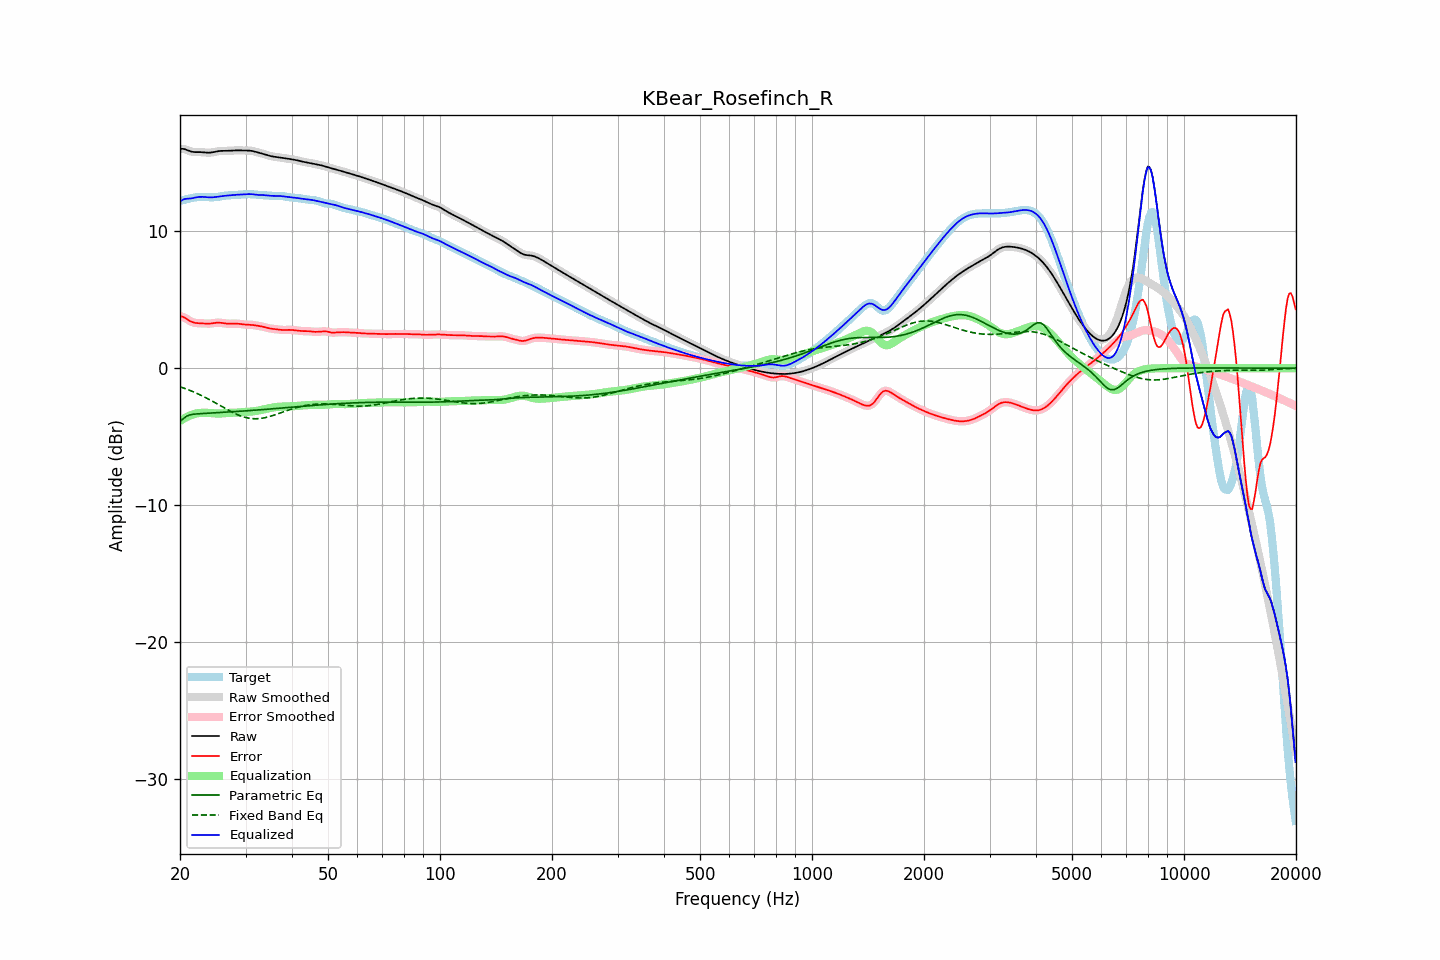 KBear_Rosefinch_R
10
0
−10
−20
−30
Amplitude (dBr)
Target
Raw Smoothed
Error Smoothed
Raw
Error
Equalization
Parametric Eq
Fixed Band Eq
Equalized
20 50 100 200 500 1000 2000 5000 10000 20000
Frequency (Hz)